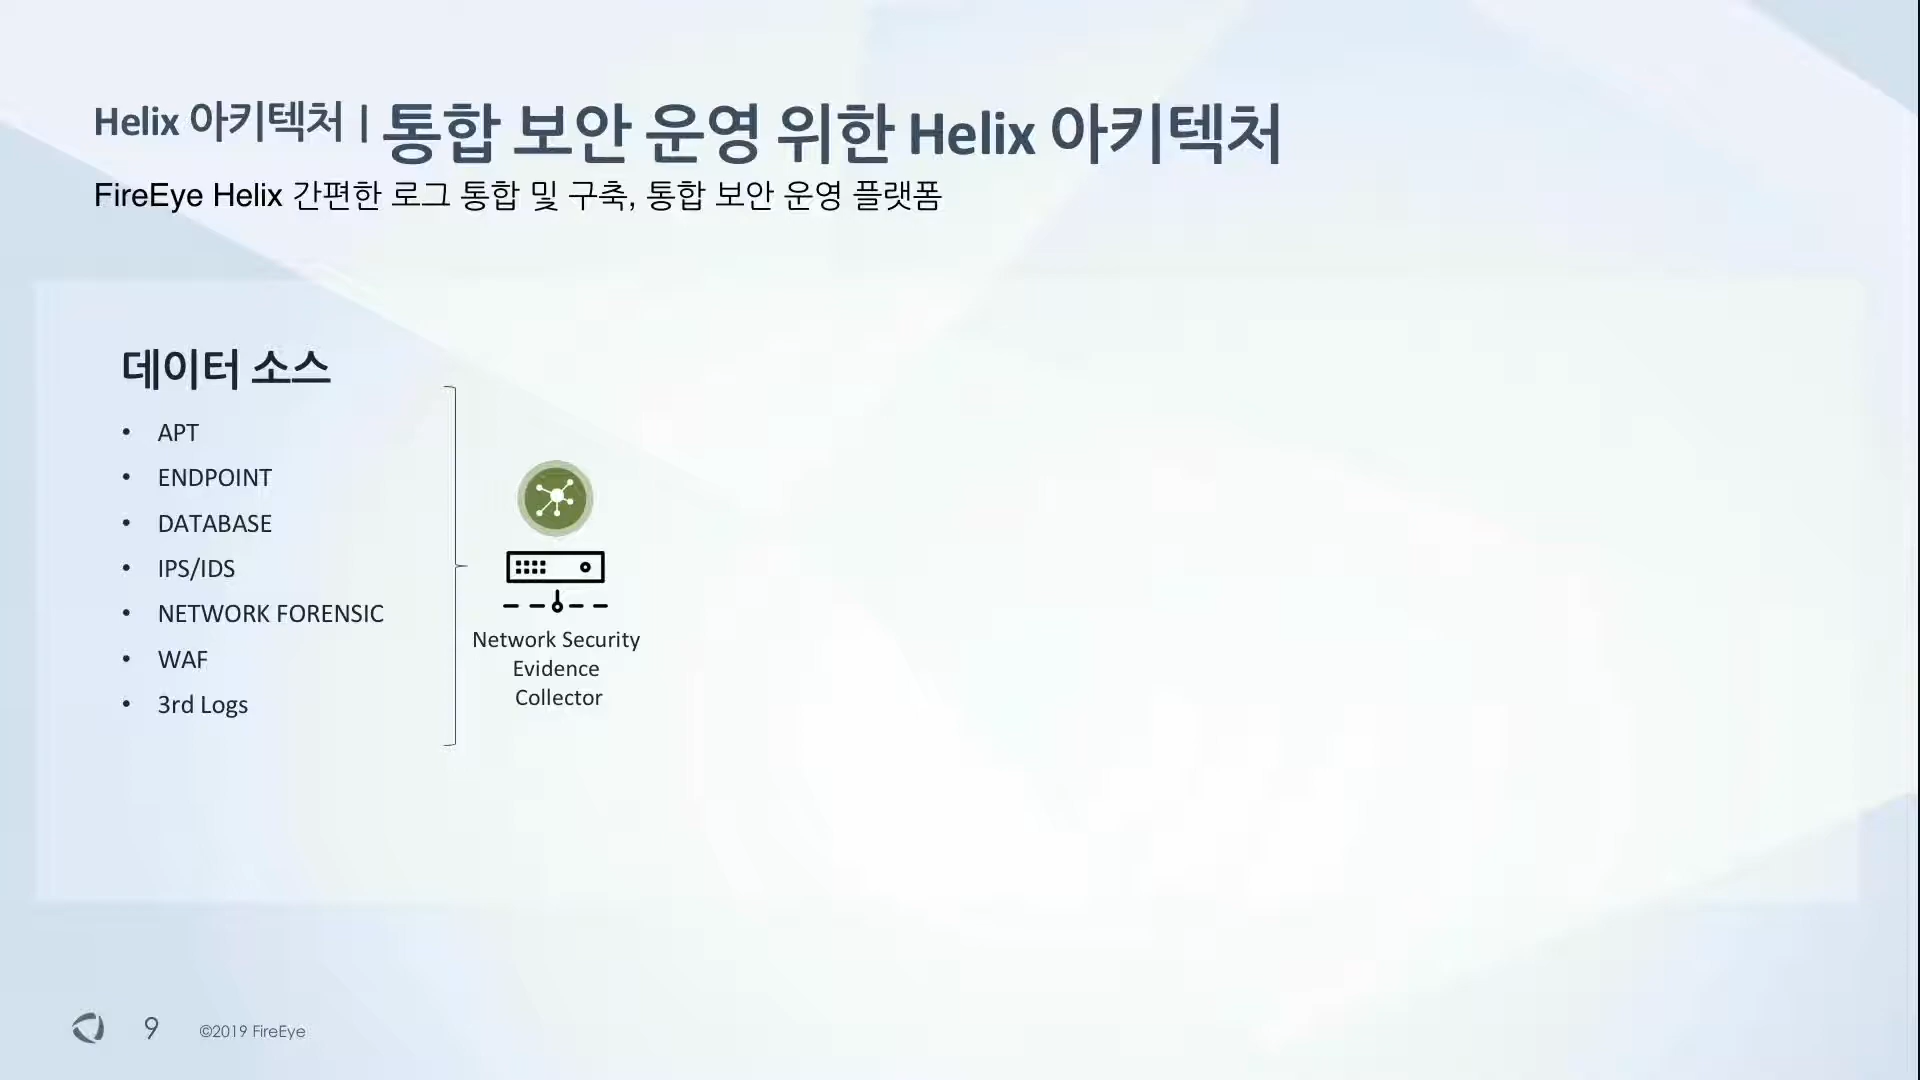 Helix 아키텍처 | 통합 보안 운영 위한 Helix 아키텍처
FireEye Helix 간편한 로그 통합 및 구축, 통합 보안 운영 플랫폼
데이터 소스
• APT
• ENDPOINT
• DATABASE
• IPS/IDS
• NETWORK FORENSIC
• WAF
• 3rd Logs
Network Security
Evidence
Collector
9 ©2019 FireEye